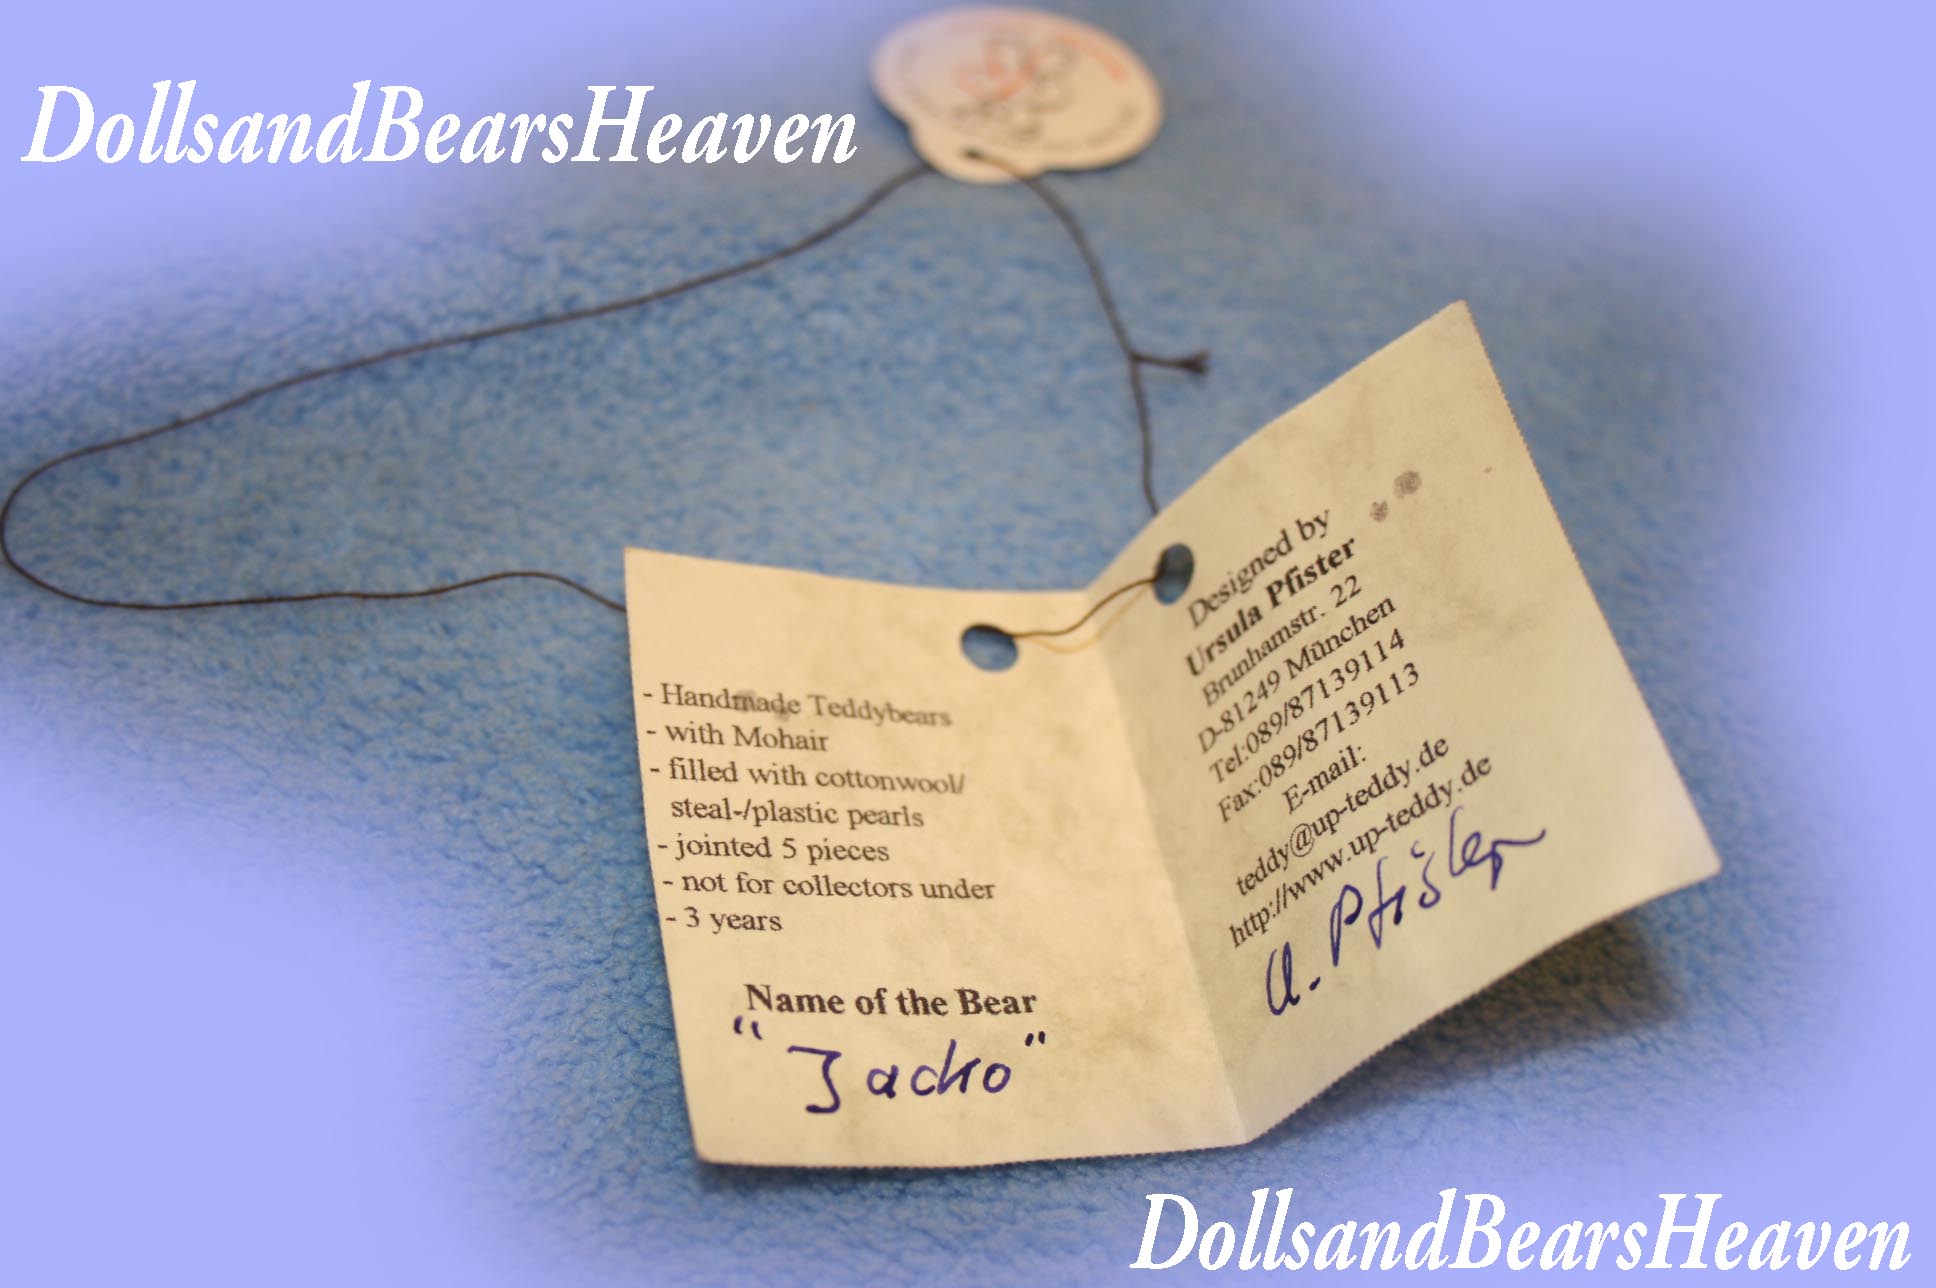 DollsandBearsHeaven
- Handmade Teddybears
- with Mohair
- filled with cottonwool/
steal-/plastic pearls
- jointed 5 pieces
- not for collectors under
- 3 years
Name of the Bear
"Jacko"
Designed by
Ursula Pfister
Brunhamstr. 22
D-81249 München
Tel:089/87139114
Fax:089/87139113
E-mail:
teddy@up-teddy.de
http://www.up-teddy.de
U. Pfister
DollsandBearsHeaven